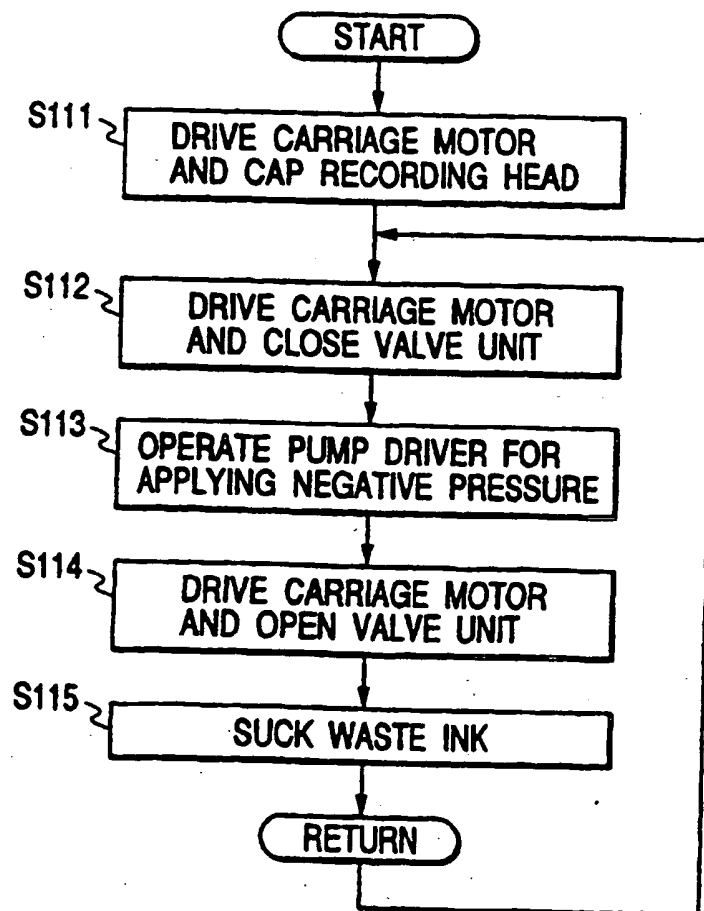 START
S111
DRIVE CARRIAGE MOTOR
AND CAP RECORDING HEAD
S112
DRIVE CARRIAGE MOTOR
AND CLOSE VALVE UNIT
S113
OPERATE PUMP DRIVER FOR
APPLYING NEGATIVE PRESSURE
S114
DRIVE CARRIAGE MOTOR
AND OPEN VALVE UNIT
S115
SUCK WASTE INK
RETURN